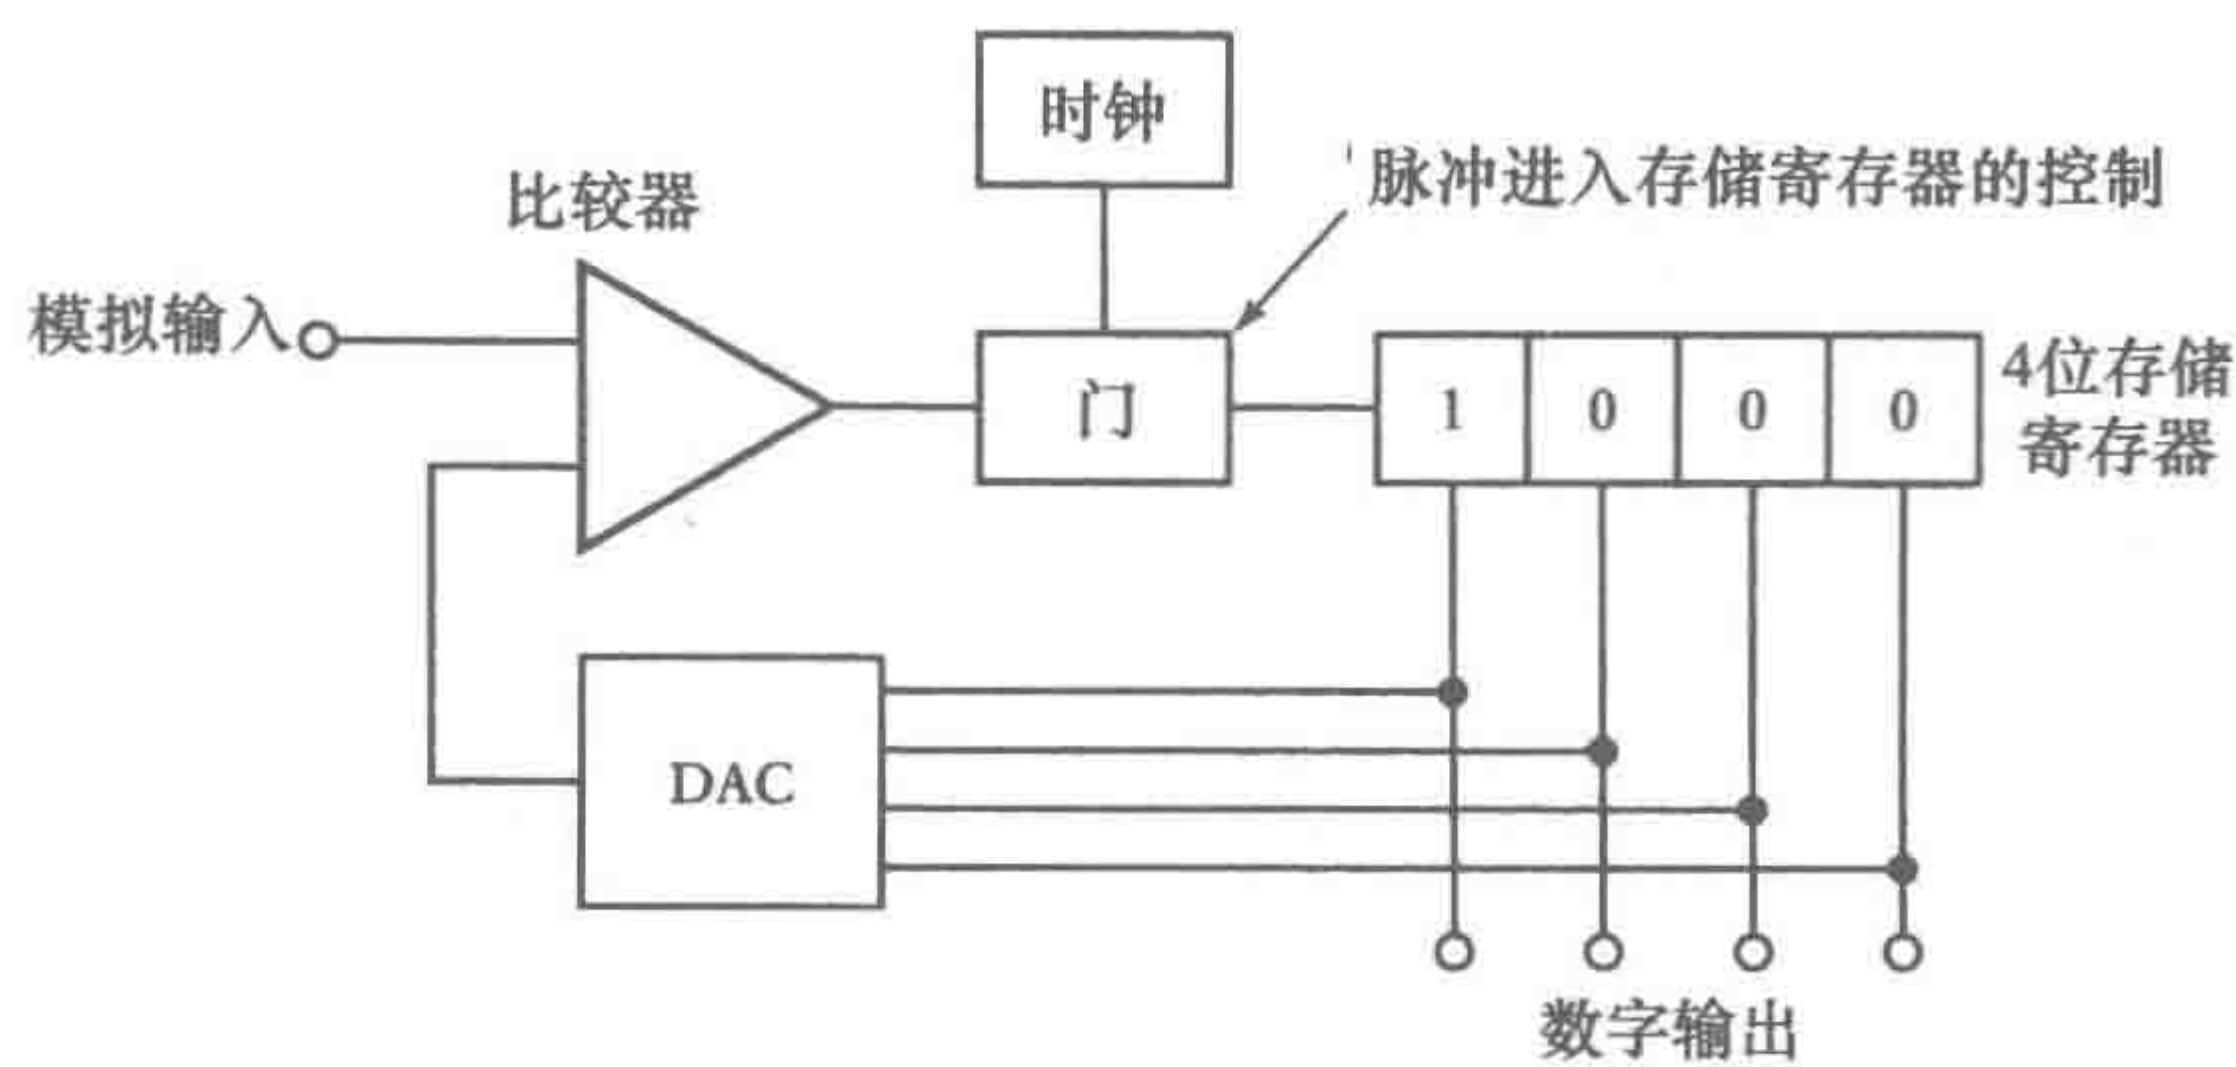 时钟
脉冲进入存储寄存器的控制
比较器
模拟输入
门
1 0 0 0
4位存储
寄存器
DAC
数字输出